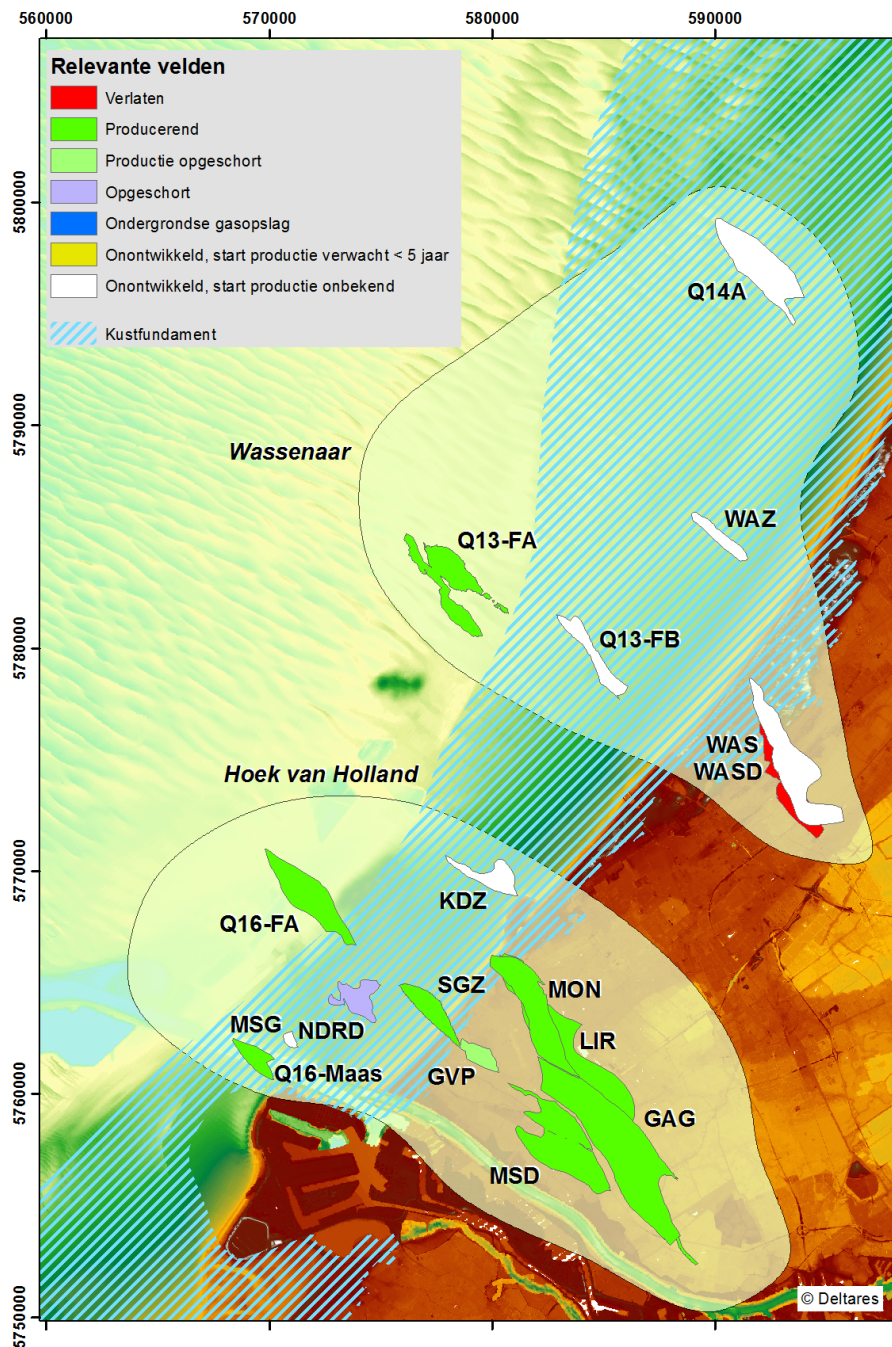 560000 570000 580000 590000
Relevante velden
Verlaten
Producerend
Productie opgeschort
Opgeschort
Ondergrondse gasopslag
Onontwikkeld, start productie verwacht < 5 jaar
Onontwikkeld, start productie onbekend
Kustfundament
5800000
5790000
5780000
5770000
5760000
5750000
Q14A
Wassenaar
WAZ
Q13-FA
Q13-FB
WAS
WASD
Hoek van Holland
KDZ
Q16-FA
SGZ
MON
MSG
NDRD
LIR
Q16-Maas
GVP
GAG
MSD
© Deltares